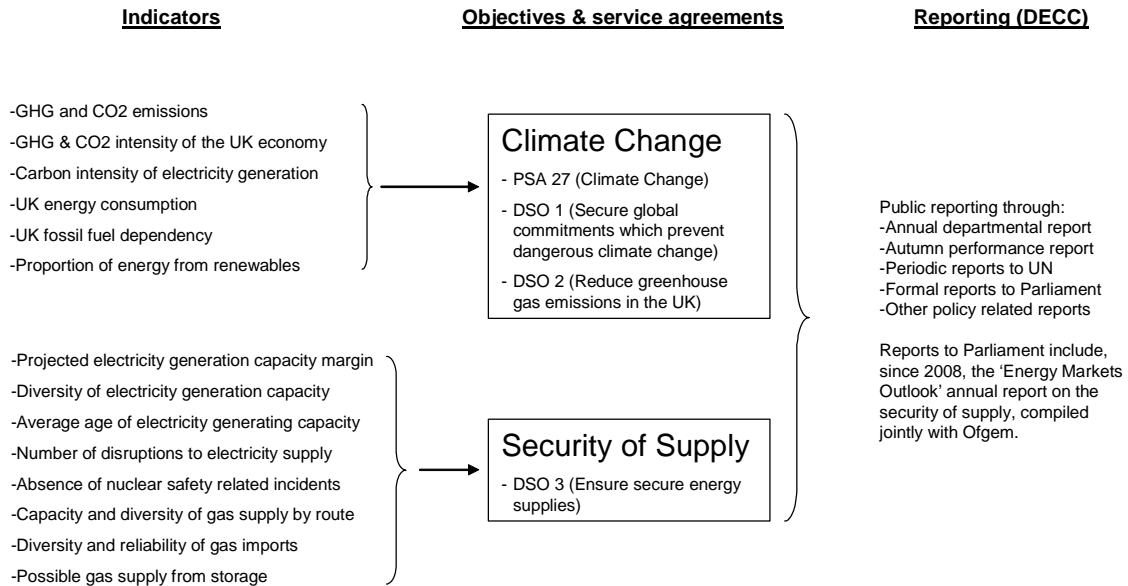 Indicators
Objectives & service agreements
Reporting (DECC)
-GHG and CO2 emissions
-GHG & CO2 intensity of the UK economy
-Carbon intensity of electricity generation
-UK energy consumption
-UK fossil fuel dependency
-Proportion of energy from renewables
-Projected electricity generation capacity margin
-Diversity of electricity generation capacity
-Average age of electricity generating capacity
-Number of disruptions to electricity supply
-Absence of nuclear safety related incidents
-Capacity and diversity of gas supply by route
-Diversity and reliability of gas imports
-Possible gas supply from storage
Climate Change
- PSA 27 (Climate Change)
- DSO 1 (Secure global
commitments which prevent
dangerous climate change)
- DSO 2 (Reduce greenhouse
gas emissions in the UK)
Security of Supply
- DSO 3 (Ensure secure energy
supplies)
Public reporting through:
-Annual departmental report
-Autumn performance report
-Periodic reports to UN
-Formal reports to Parliament
-Other policy related reports
Reports to Parliament include,
since 2008, the ‘Energy Markets
Outlook’ annual report on the
security of supply, compiled
jointly with Ofgem.